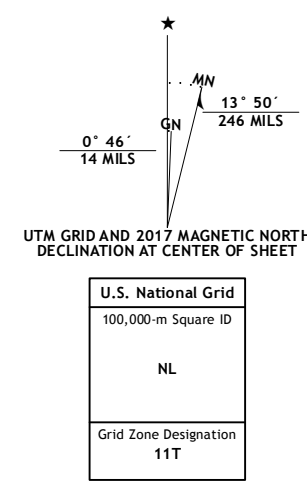 MN
13° 50´
246 MILS
GN
0° 46´
14 MILS
UTM GRID AND 2017 MAGNETIC NORTH
DECLINATION AT CENTER OF SHEET
U.S. National Grid
100,000-m Square ID
NL
Grid Zone Designation
11T